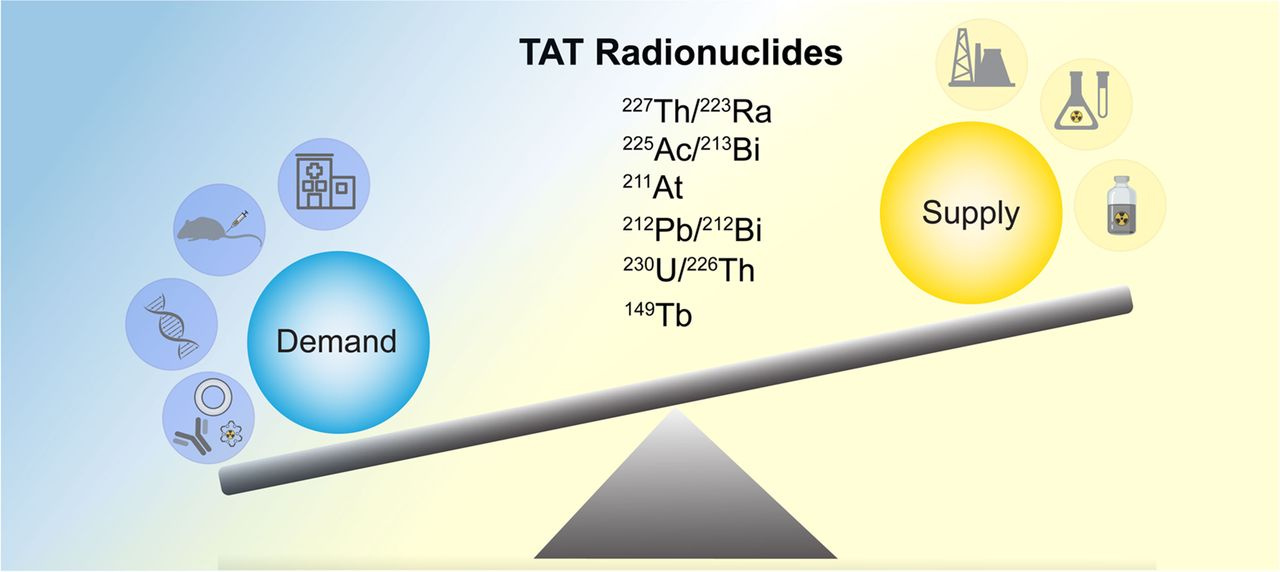 TAT Radionuclides
²²⁷Th/²²³Ra
²²⁵Ac/²¹³Bi
²¹¹At
²¹²Pb/²¹²Bi
²³⁰U/²²⁶Th
¹⁴⁹Tb
Supply
Demand